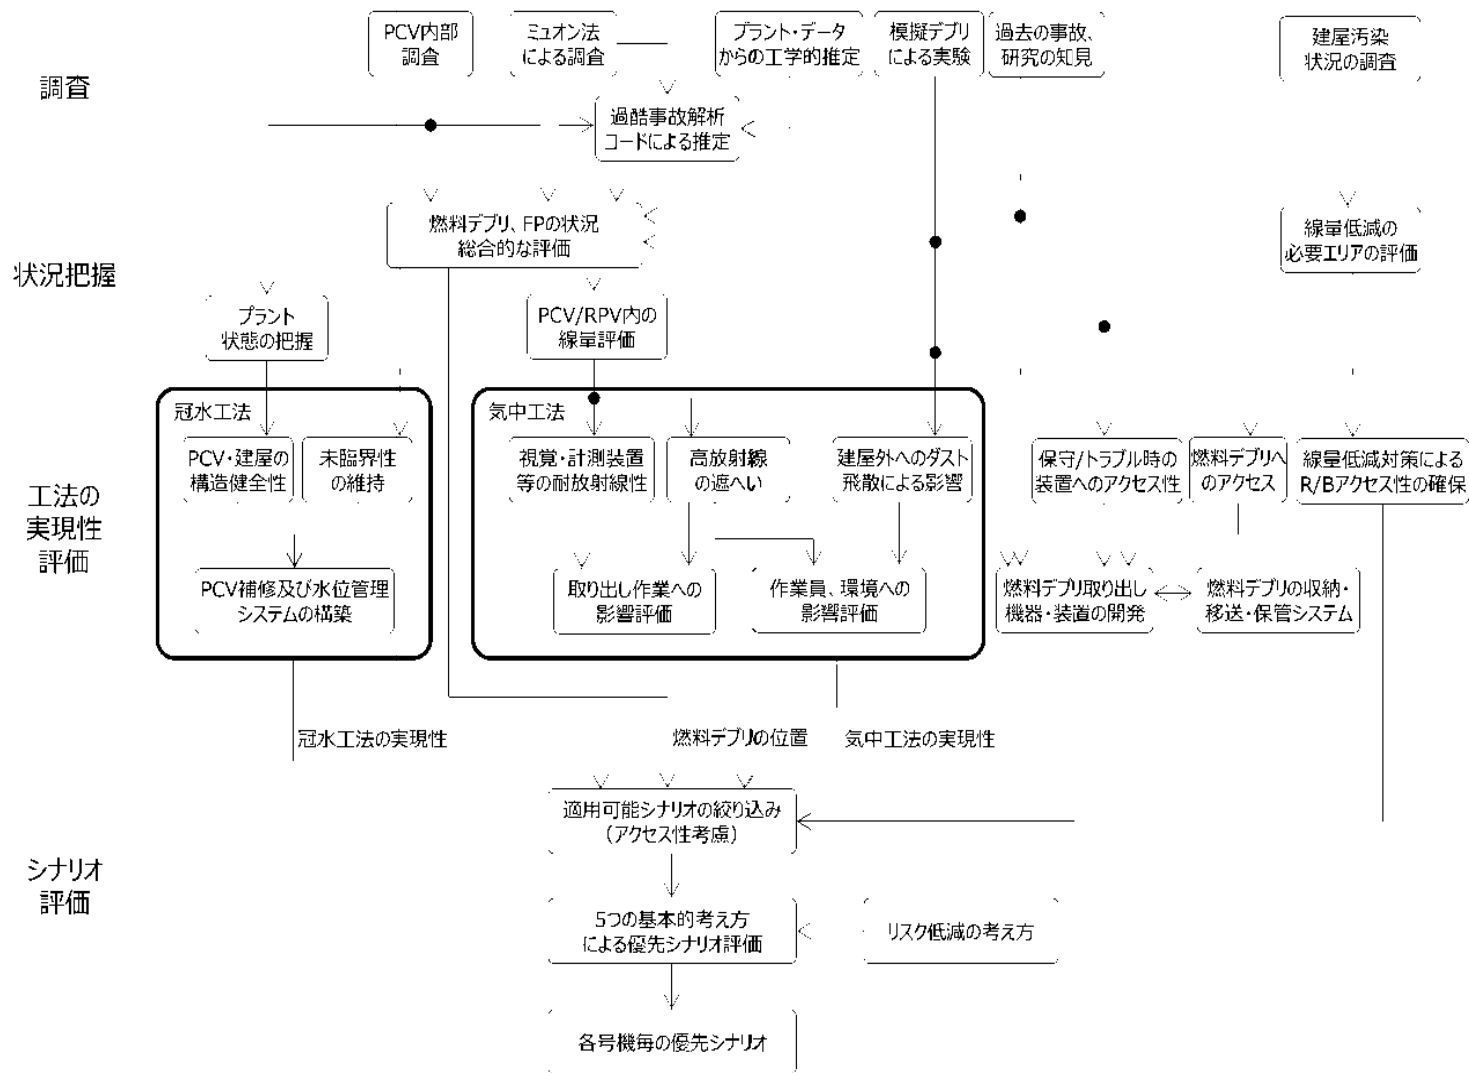 調査
PCV内部
調査
ミュオン法
による調査
プラント・データ
からの工学的推定
模擬デブリ
による実験
過去の事故、
研究の知見
建屋汚染
状況の調査
過酷事故解析
コードによる推定
状況把握
燃料デブリ、FPの状況
総合的な評価
線量低減の
必要エリアの評価
プラント
状態の把握
PCV/RPV内の
線量評価
工法の
実現性
評価
冠水工法
PCV・建屋の
構造健全性
未臨界性
の維持
PCV補修及び水位管理
システムの構築
気中工法
視覚・計測装置
等の耐放射線性
高放射線
の遮へい
建屋外へのダスト
飛散による影響
取り出し作業への
影響評価
作業員、環境への
影響評価
保守/トラブル時の
装置へのアクセス性
燃料デブリへ
のアクセス
線量低減対策による
R/Bアクセス性の確保
燃料デブリ取り出し
機器・装置の開発
燃料デブリの収納・
移送・保管システム
冠水工法の実現性
燃料デブリの位置
気中工法の実現性
シナリオ
評価
適用可能シナリオの絞り込み
（アクセス性考慮）
5つの基本的考え方
による優先シナリオ評価
リスク低減の考え方
各号機毎の優先シナリオ